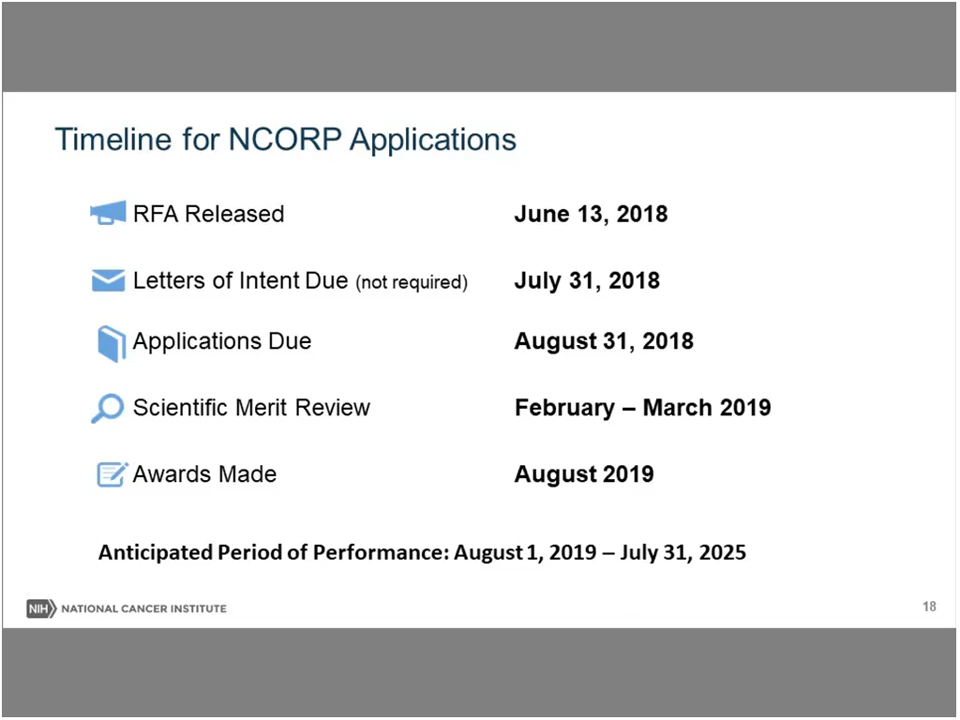 Timeline for NCORP Applications
RFA Released June 13, 2018
Letters of Intent Due (not required) July 31, 2018
Applications Due August 31, 2018
Scientific Merit Review February – March 2019
Awards Made August 2019
Anticipated Period of Performance: August 1, 2019 – July 31, 2025
NIH NATIONAL CANCER INSTITUTE 18